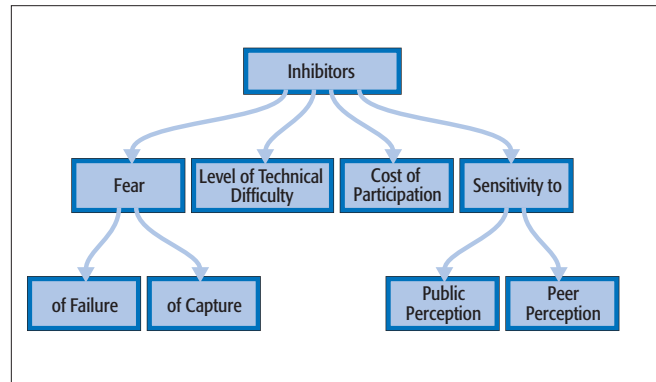 Inhibitors
Fear
Level of Technical
Difficulty
Cost of
Participation
Sensitivity to
of Failure
of Capture
Public
Perception
Peer
Perception